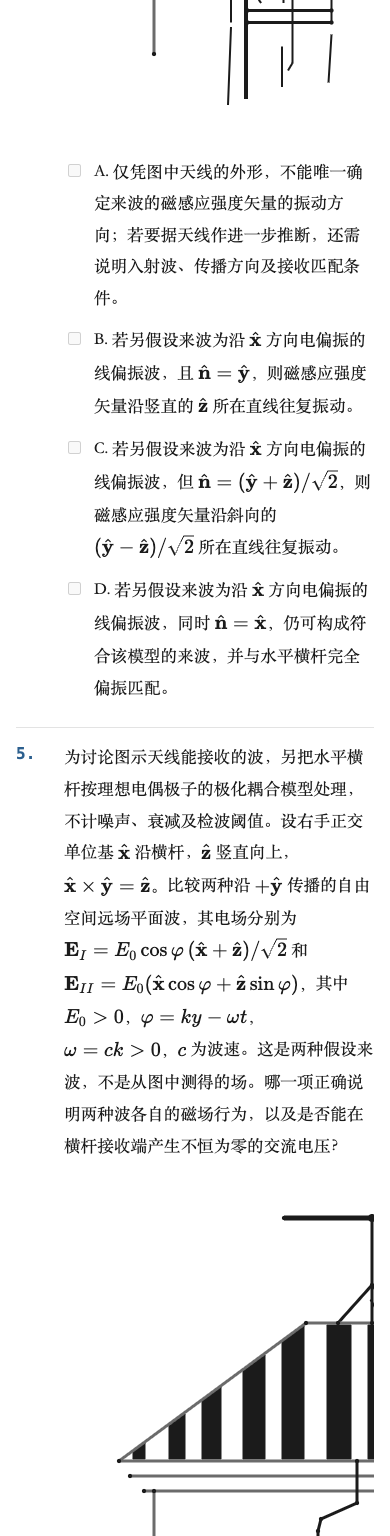 A. 仅凭图中天线的外形，不能唯一确
定来波的磁感应强度矢量的振动方
向；若要据天线作进一步推断，还需
说明入射波、传播方向及接收匹配条
件。
B. 若另假设来波为沿 x̂ 方向电偏振的
线偏振波，且 n̂ = ŷ，则磁感应强度
矢量沿竖直的 ẑ 所在直线往复振动。
C. 若另假设来波为沿 x̂ 方向电偏振的
线偏振波，但 n̂ = (ŷ + ẑ)/√2，则
磁感应强度矢量沿斜向的
(ŷ − ẑ)/√2 所在直线往复振动。
D. 若另假设来波为沿 x̂ 方向电偏振的
线偏振波，同时 n̂ = x̂，仍可构成符
合该模型的来波，并与水平横杆完全
偏振匹配。
5. 为讨论图示天线能接收的波，另把水平横
杆按理想电偶极子的极化耦合模型处理，
不计噪声、衰减及检波阈值。设右手正交
单位基 x̂ 沿横杆，ẑ 竖直向上，
x̂ × ŷ = ẑ。比较两种沿 +ŷ 传播的自由
空间远场平面波，其电场分别为
E_I = E_0 cos φ (x̂ + ẑ)/√2 和
E_II = E_0(x̂ cos φ + ẑ sin φ)，其中
E_0 > 0，φ = ky − ωt，
ω = ck > 0，c 为波速。这是两种假设来
波，不是从图中测得的场。哪一项正确说
明两种波各自的磁场行为，以及是否能在
横杆接收端产生不恒为零的交流电压？